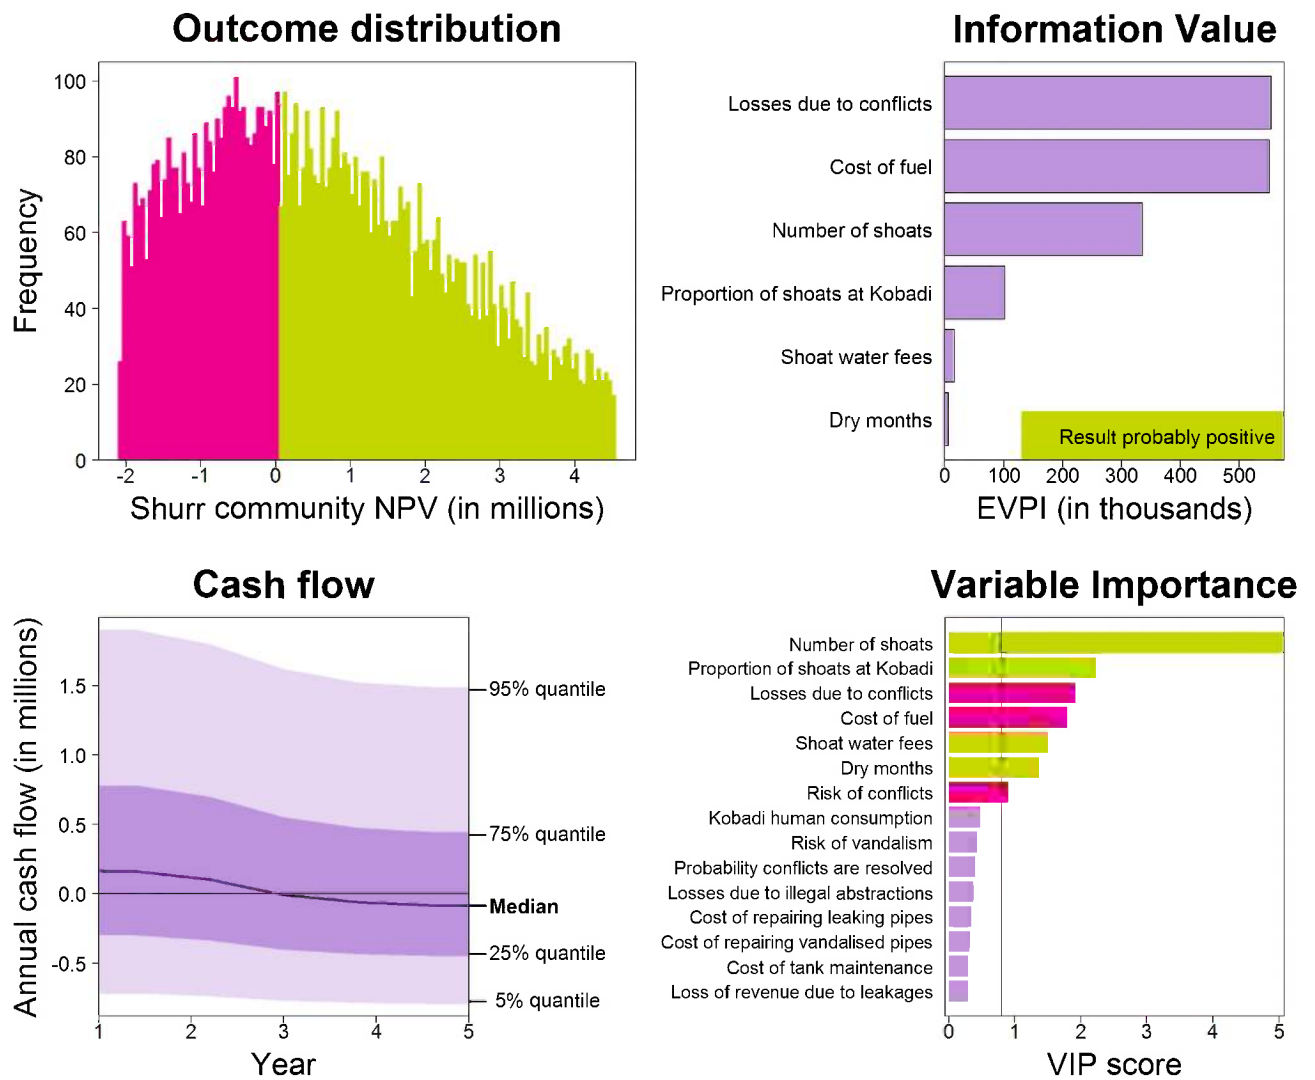 Outcome distribution
Frequency
100
80
60
40
20
0
-2 -1 0 1 2 3 4
Shurr community NPV (in millions)
Information Value
Losses due to conflicts
Cost of fuel
Number of shoats
Proportion of shoats at Kobadi
Shoat water fees
Dry months
Result probably positive
0 100 200 300 400 500
EVPI (in thousands)
Cash flow
Annual cash flow (in millions)
1.5
1.0
0.5
0.0
-0.5
95% quantile
75% quantile
Median
25% quantile
5% quantile
1 2 3 4 5
Year
Variable Importance
Number of shoats
Proportion of shoats at Kobadi
Losses due to conflicts
Cost of fuel
Shoat water fees
Dry months
Risk of conflicts
Kobadi human consumption
Risk of vandalism
Probability conflicts are resolved
Losses due to illegal abstractions
Cost of repairing leaking pipes
Cost of repairing vandalised pipes
Cost of tank maintenance
Loss of revenue due to leakages
0 1 2 3 4 5
VIP score